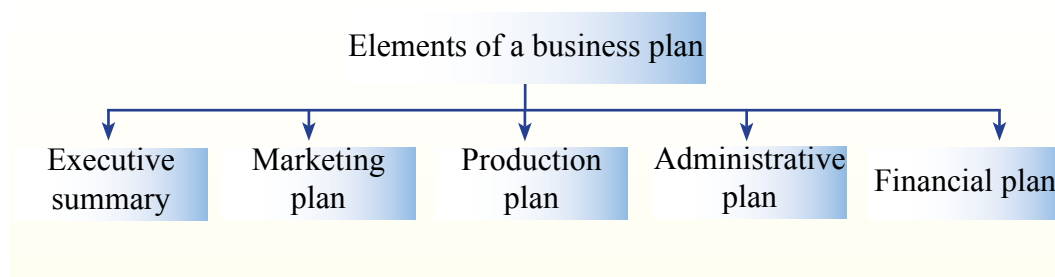 Elements of a business plan
Executive
summary
Marketing
plan
Production
plan
Administrative
plan
Financial plan